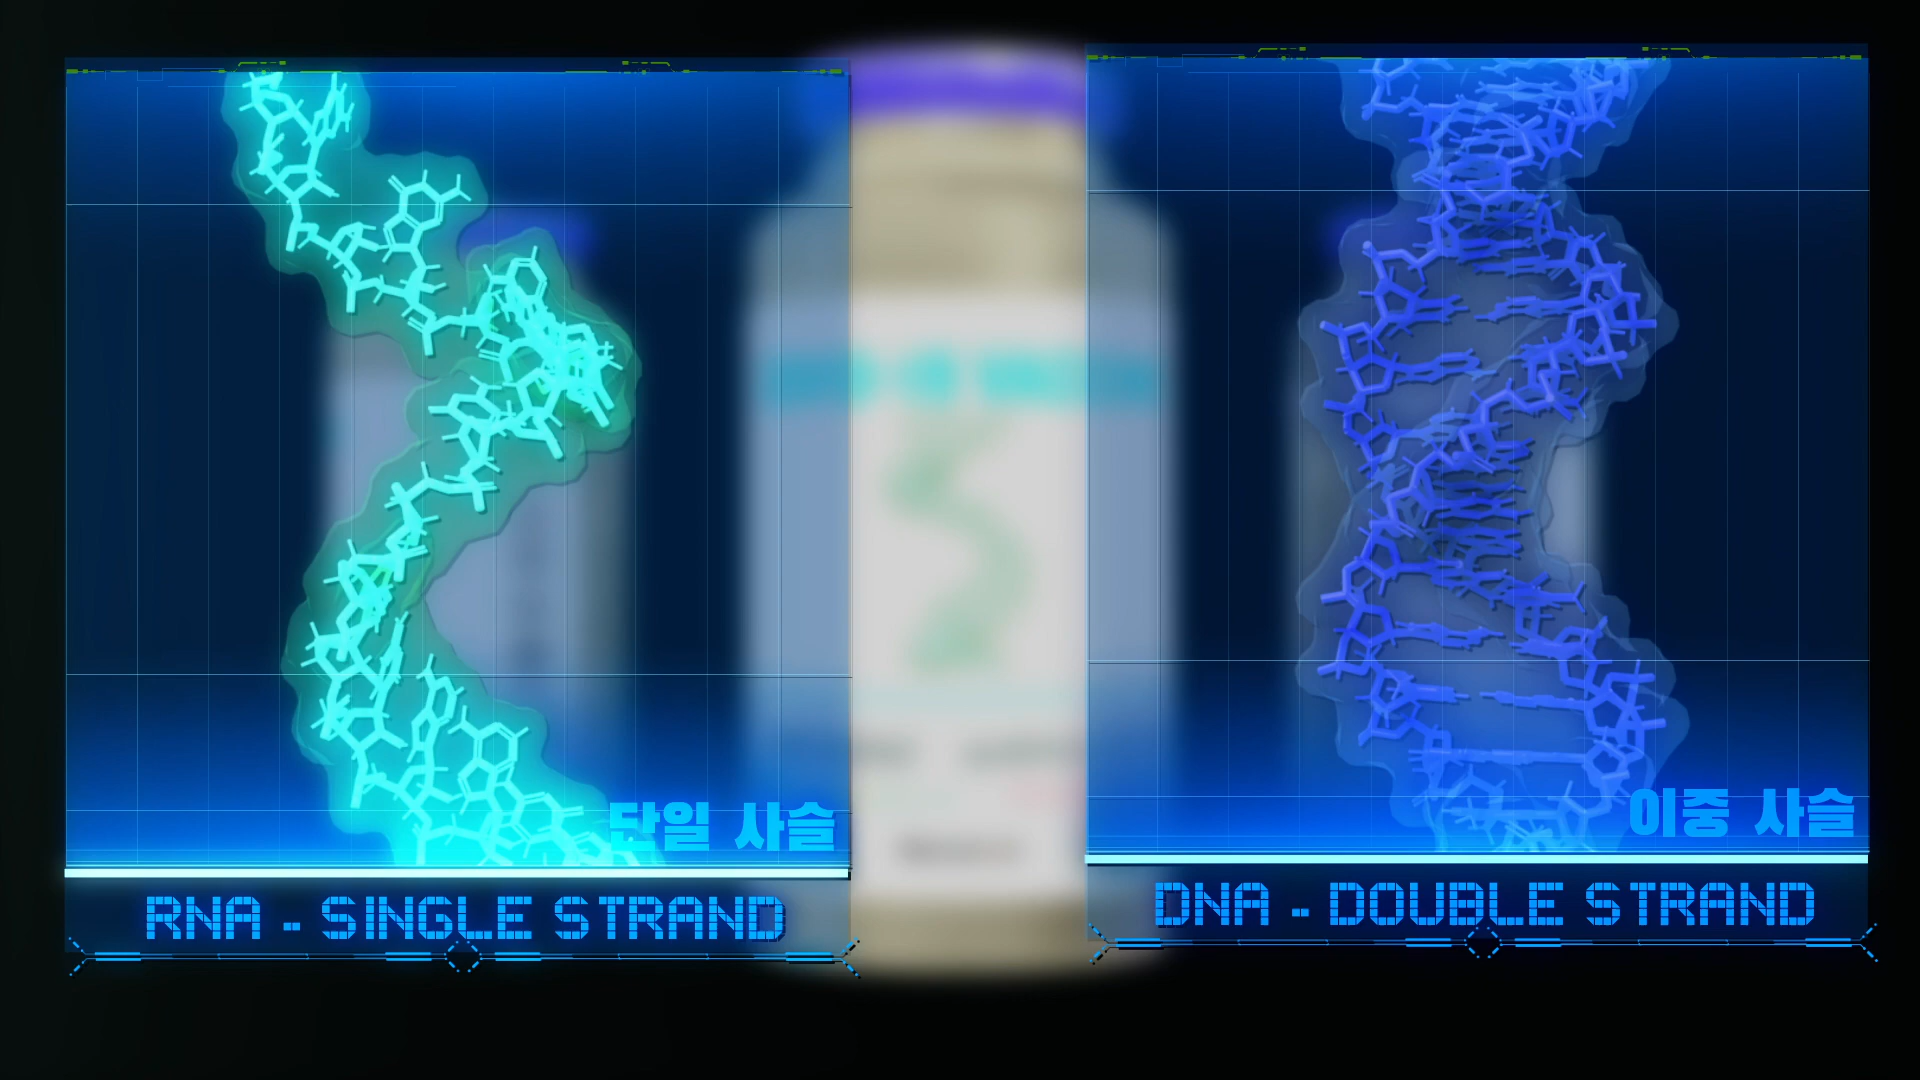 단일 사슬
RNA - SINGLE STRAND
이중 사슬
DNA - DOUBLE STRAND